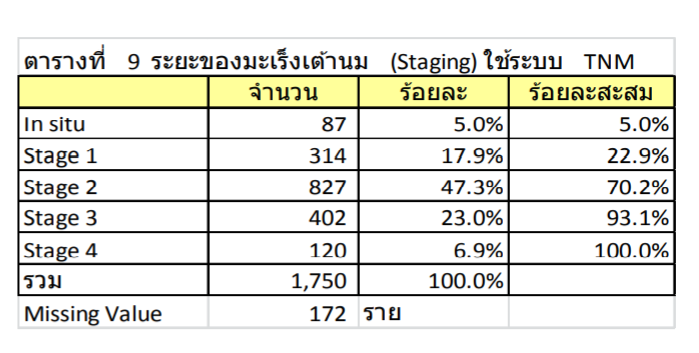 ตารางที่ 9 ระยะของมะเร็งเต้านม (Staging) ใช้ระบบ TNM
จำนวน ร้อยละ ร้อยละสะสม
In situ 87 5.0% 5.0%
Stage 1 314 17.9% 22.9%
Stage 2 827 47.3% 70.2%
Stage 3 402 23.0% 93.1%
Stage 4 120 6.9% 100.0%
รวม 1,750 100.0%
Missing Value 172 ราย